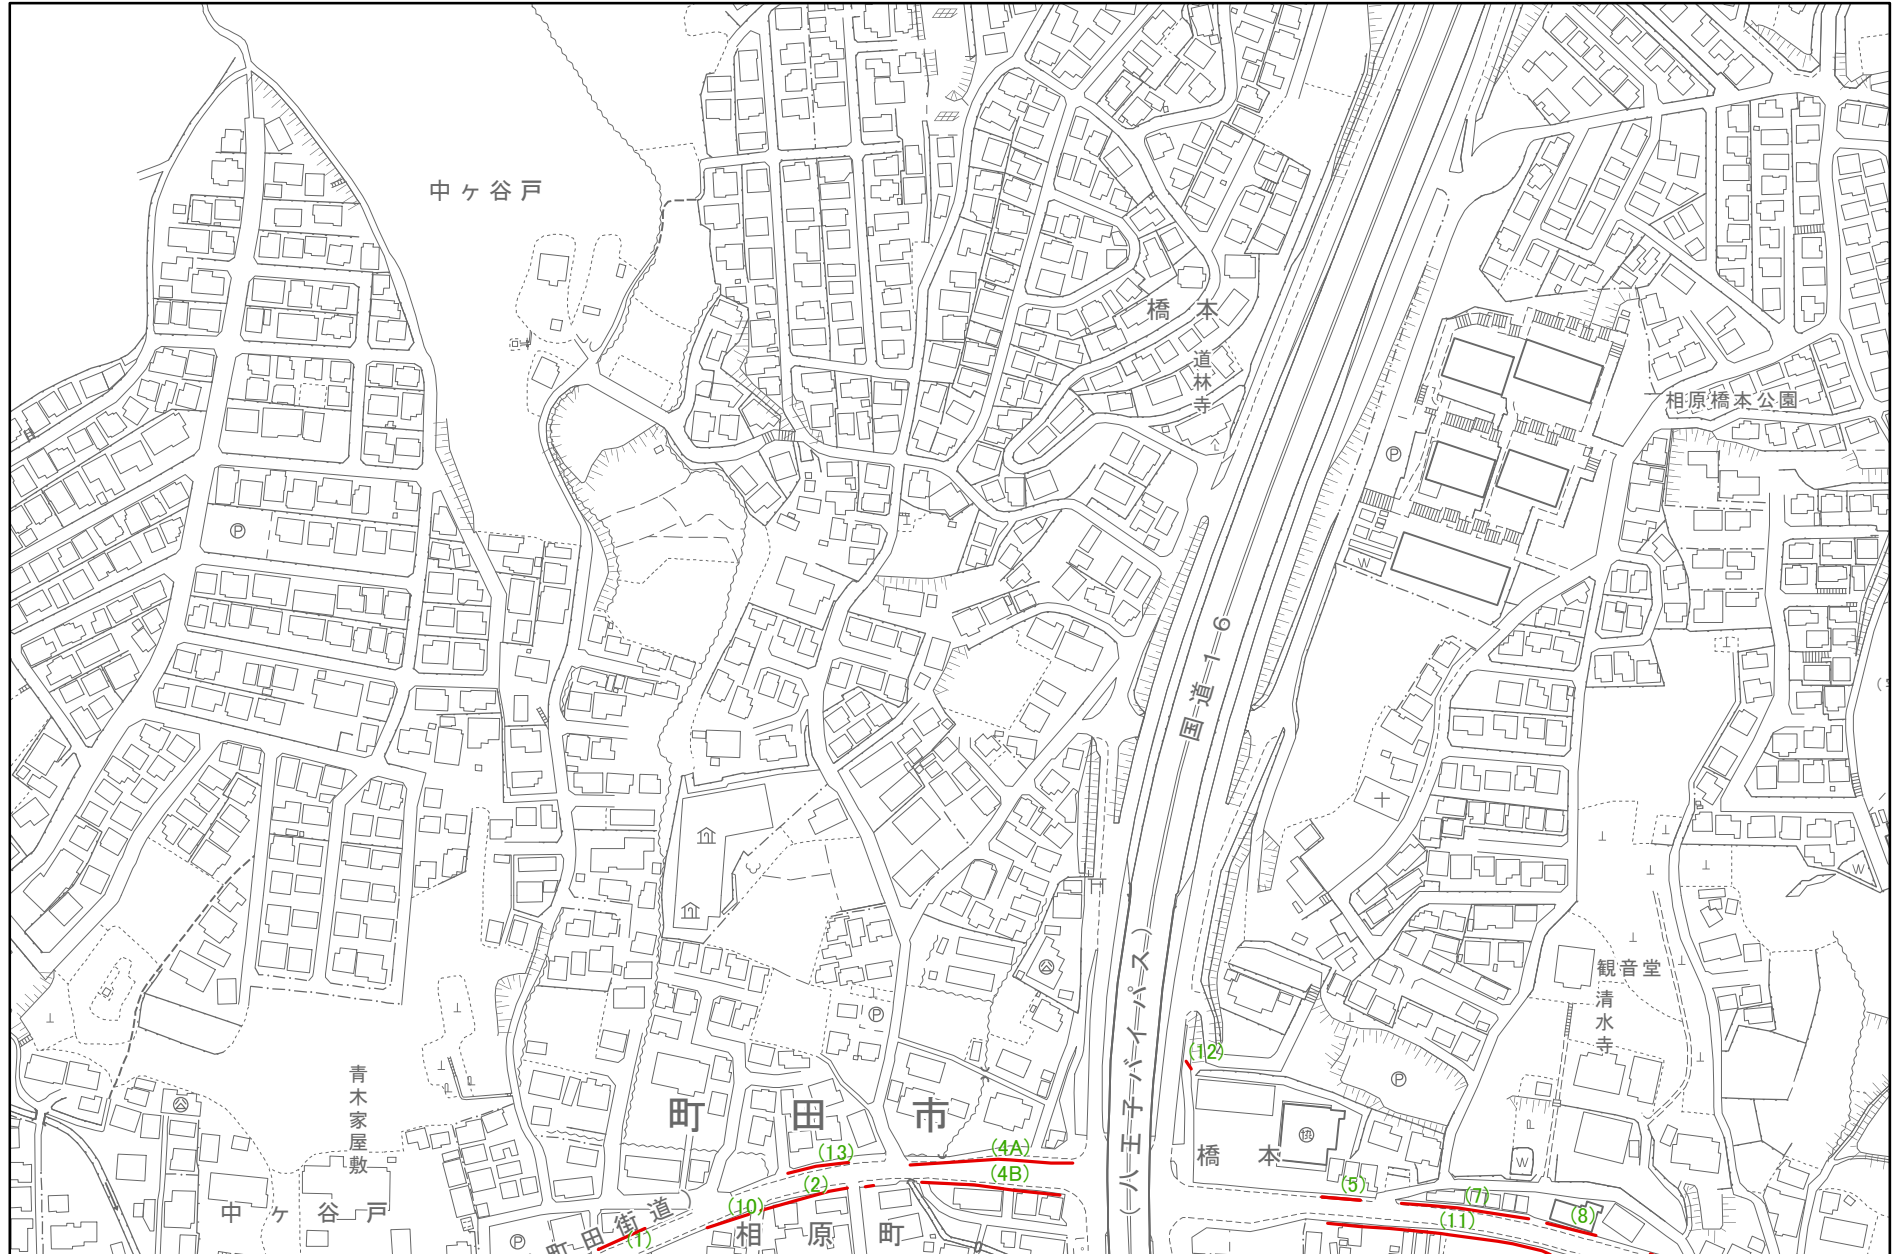 中ヶ谷戸
橋本
道林寺
相原橋本公園
P
P
W
国道16
(八王子バイパス)
W
観音堂
清水寺
P
P
(12)
青木家屋敷
町田市
(13)
(4A)
(4B)
橋本
W
(2)
(10)
(5)
(7)
(8)
(11)
中ヶ谷戸
P
町田街道
(1)
相原町